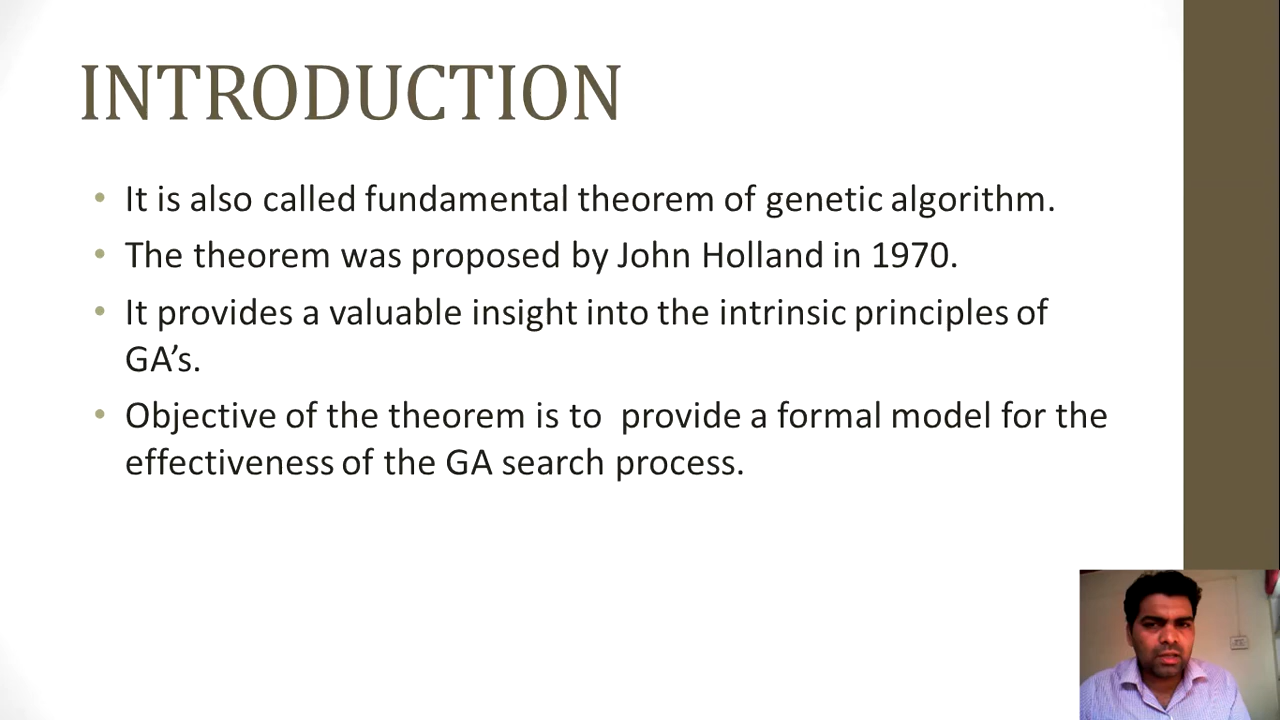 INTRODUCTION
• It is also called fundamental theorem of genetic algorithm.
• The theorem was proposed by John Holland in 1970.
• It provides a valuable insight into the intrinsic principles of
GA’s.
• Objective of the theorem is to  provide a formal model for the
effectiveness of the GA search process.